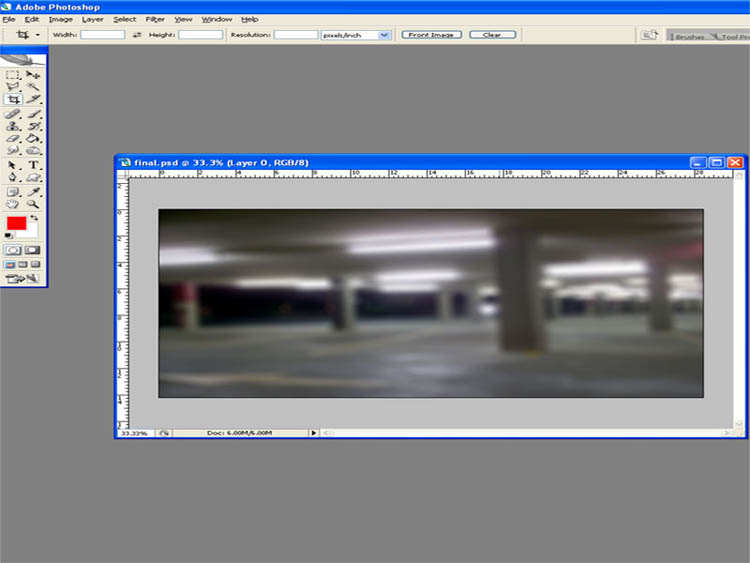 Adobe Photoshop
File Edit Image Layer Select Filter View Window Help
Width: Height: Resolution: pixels/inch Front Image Clear Brushes Tool Pre
final.psd @ 33.3% (Layer 0, RGB/8)
0 2 4 6 8 10 12 14 16 18 20 22 24 26 28
2
0
2
4
6
8
10
12
14
33.33% Doc: 6.00M/6.00M